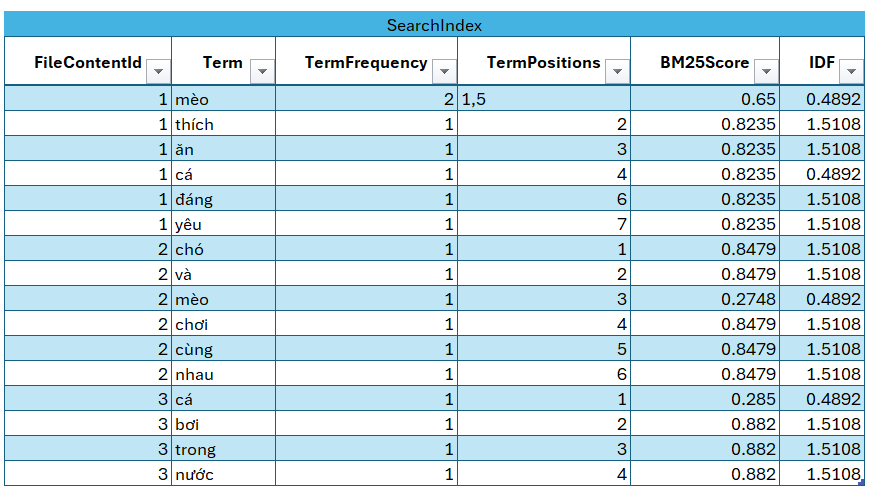 SearchIndex
FileContentId Term TermFrequency TermPositions BM25Score IDF
1 mèo 2 1,5 0.65 0.4892
1 thích 1 2 0.8235 1.5108
1 ăn 1 3 0.8235 1.5108
1 cá 1 4 0.8235 0.4892
1 đáng 1 6 0.8235 1.5108
1 yêu 1 7 0.8235 1.5108
2 chó 1 1 0.8479 1.5108
2 và 1 2 0.8479 1.5108
2 mèo 1 3 0.2748 0.4892
2 chơi 1 4 0.8479 1.5108
2 cùng 1 5 0.8479 1.5108
2 nhau 1 6 0.8479 1.5108
3 cá 1 1 0.285 0.4892
3 bơi 1 2 0.882 1.5108
3 trong 1 3 0.882 1.5108
3 nước 1 4 0.882 1.5108